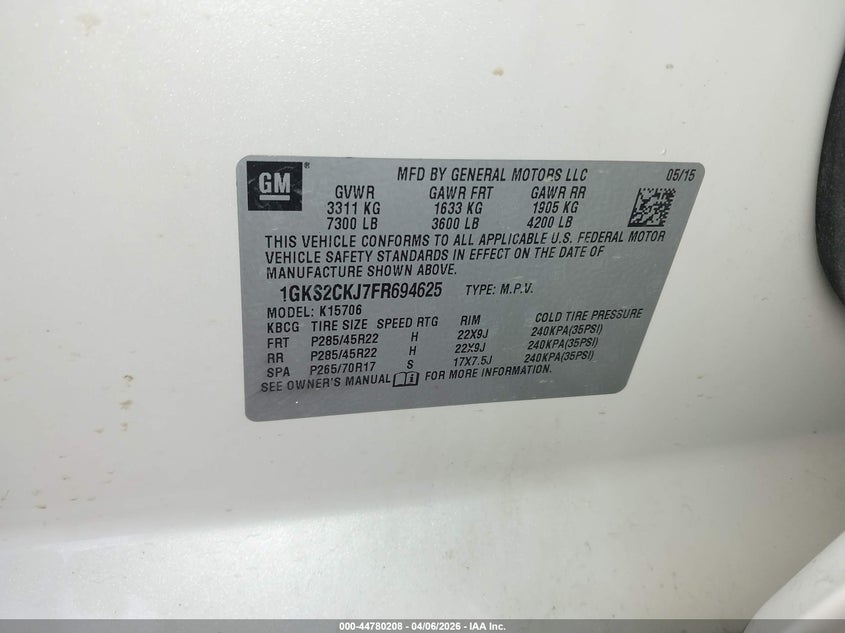 GM ® MFD BY GENERAL MOTORS LLC 05/15
GVWR GAWR FRT GAWR RR
3311 KG 1633 KG 1905 KG
7300 LB 3600 LB 4200 LB
THIS VEHICLE CONFORMS TO ALL APPLICABLE U.S. FEDERAL MOTOR
VEHICLE SAFETY STANDARDS IN EFFECT ON THE DATE OF
MANUFACTURE SHOWN ABOVE.
1GKS2CKJ7FR694625 TYPE: M.P.V.
MODEL: K15706
KBCG TIRE SIZE SPEED RTG RIM COLD TIRE PRESSURE
FRT P285/45R22 H 22X9J 240KPA(35PSI)
RR P285/45R22 H 22X9J 240KPA(35PSI)
SPA P265/70R17 S 17X7.5J 240KPA(35PSI)
SEE OWNER'S MANUAL FOR MORE INFORMATION.
000-44780208 - 04/06/2026 - IAA Inc.